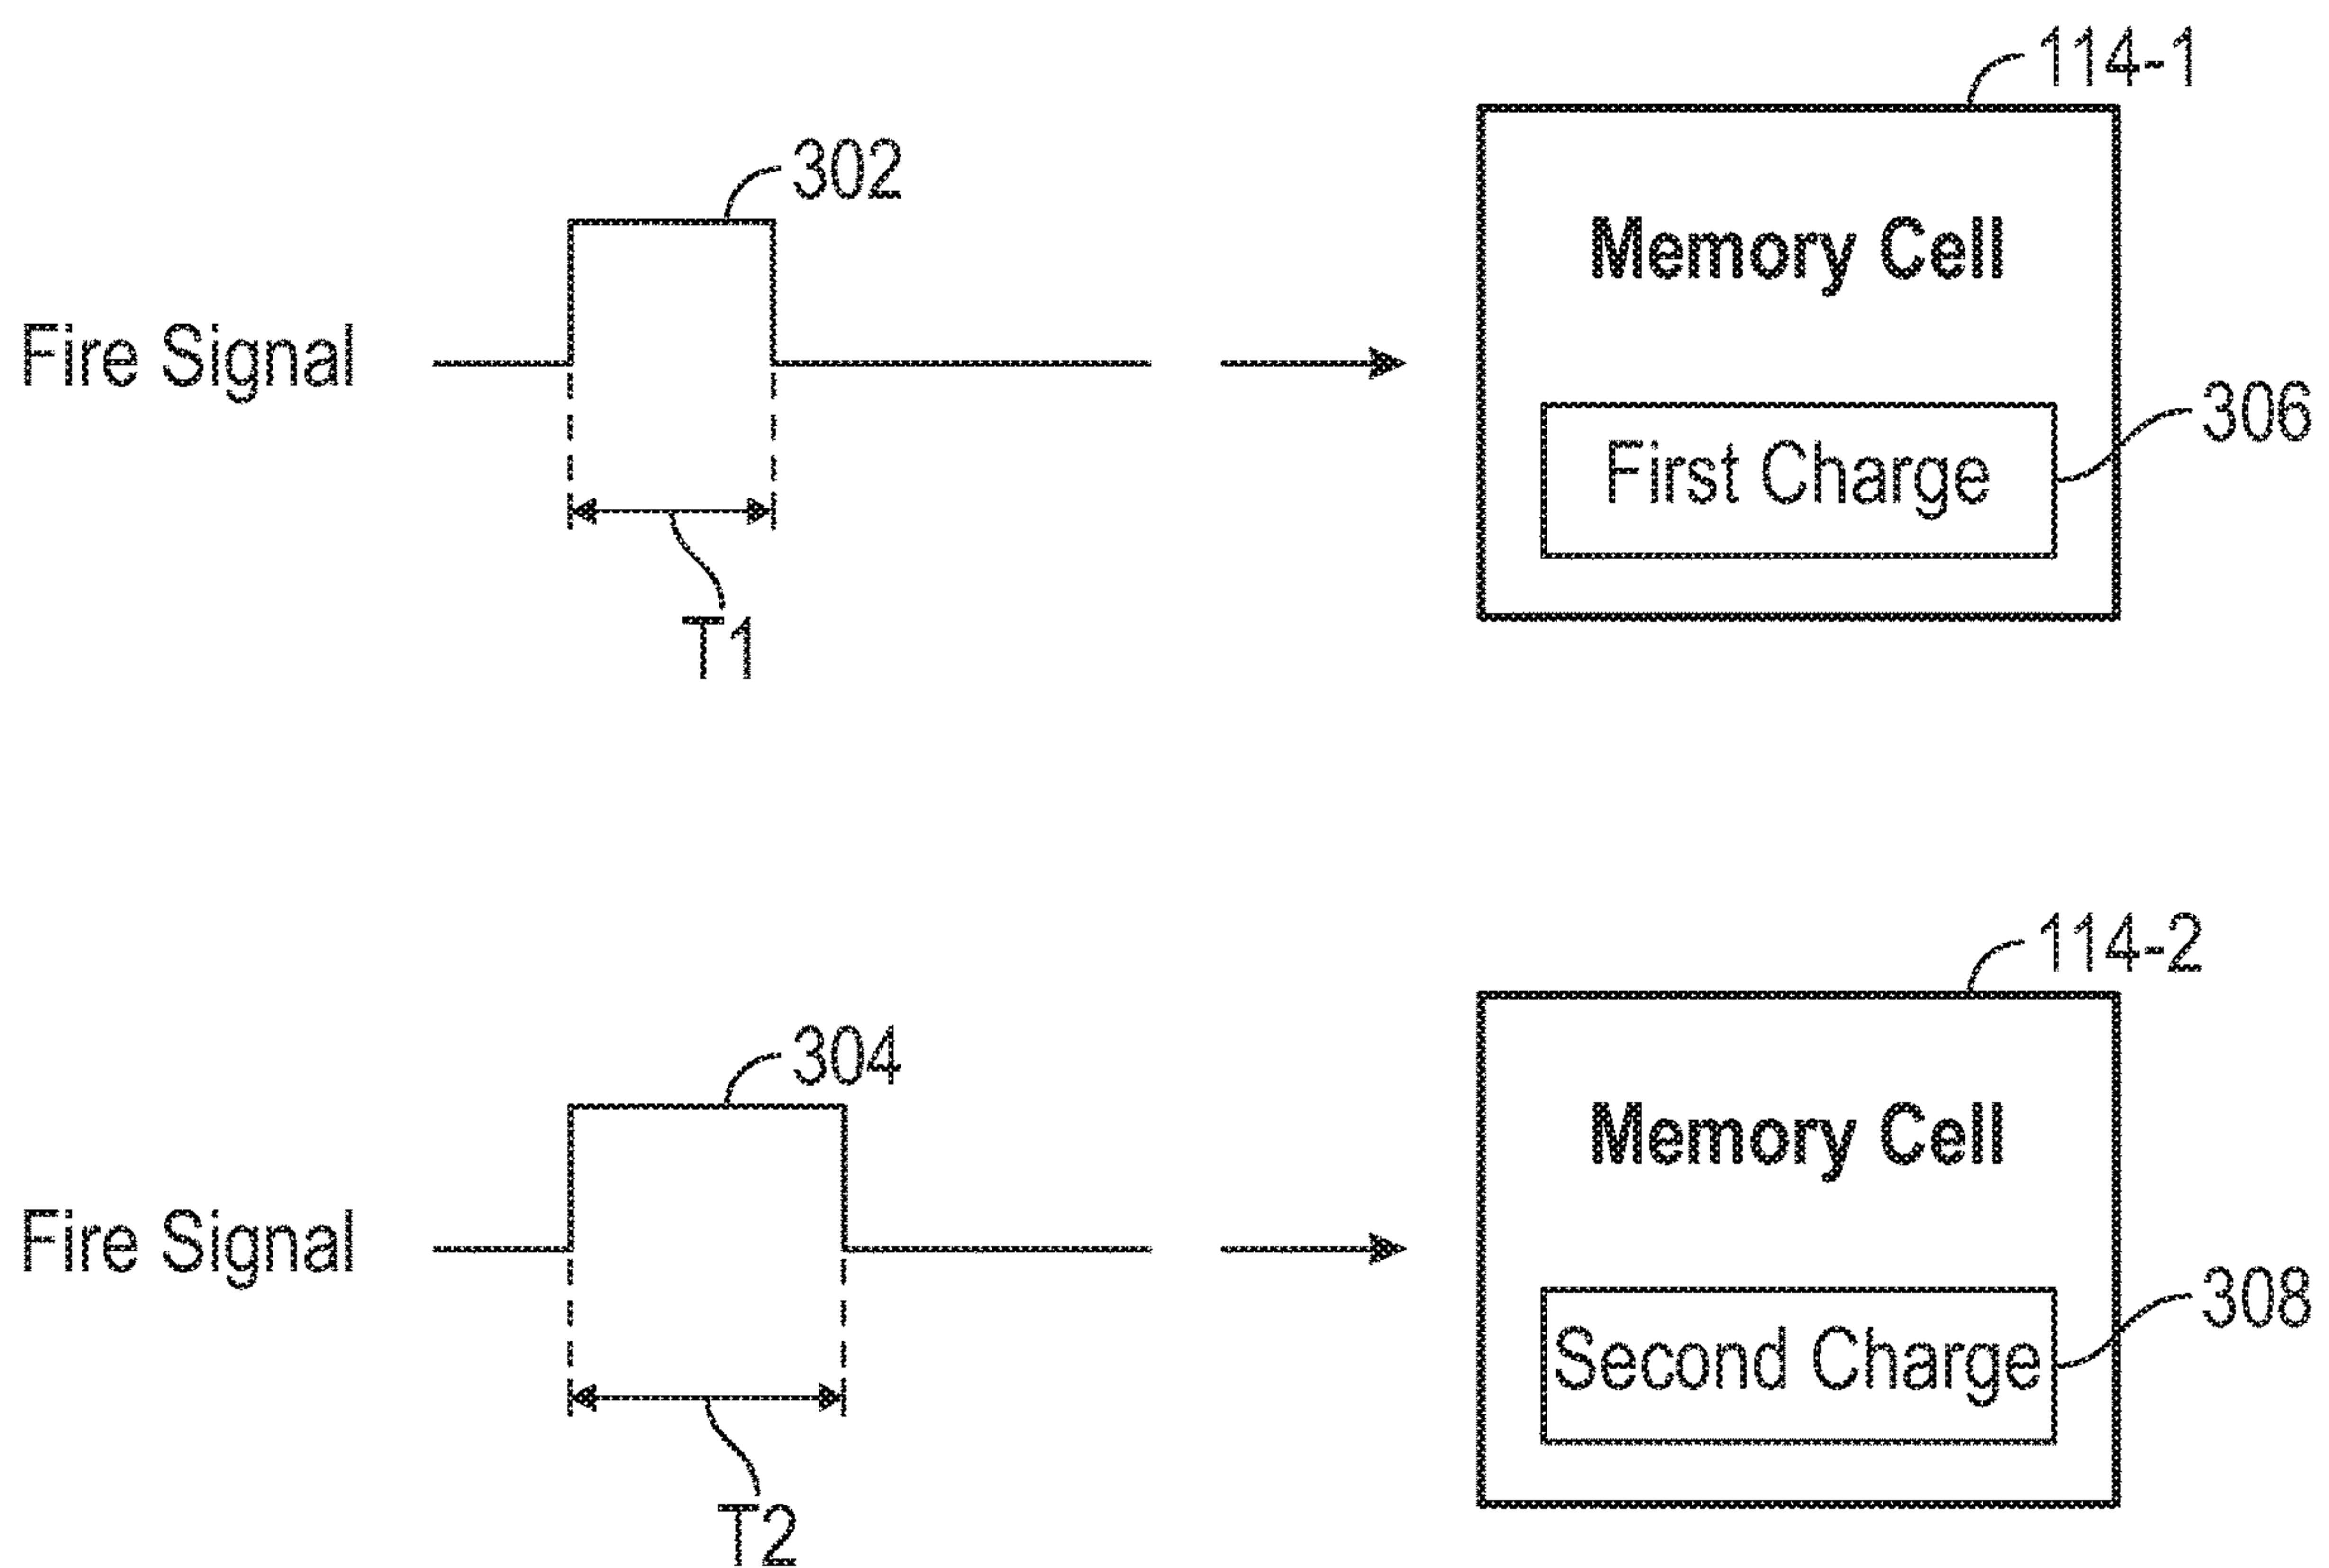 114-1
302
Memory Cell
Fire Signal
306
First Charge
T1
114-2
304
Memory Cell
Fire Signal
308
Second Charge
T2